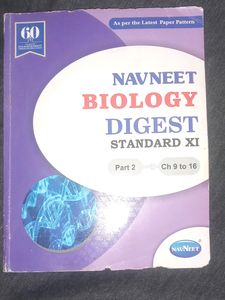 As per the Latest Paper Pattern
60
NAVNEET
BIOLOGY
DIGEST
STANDARD XI
Part 2
Ch 9 to 16
NAVNEET